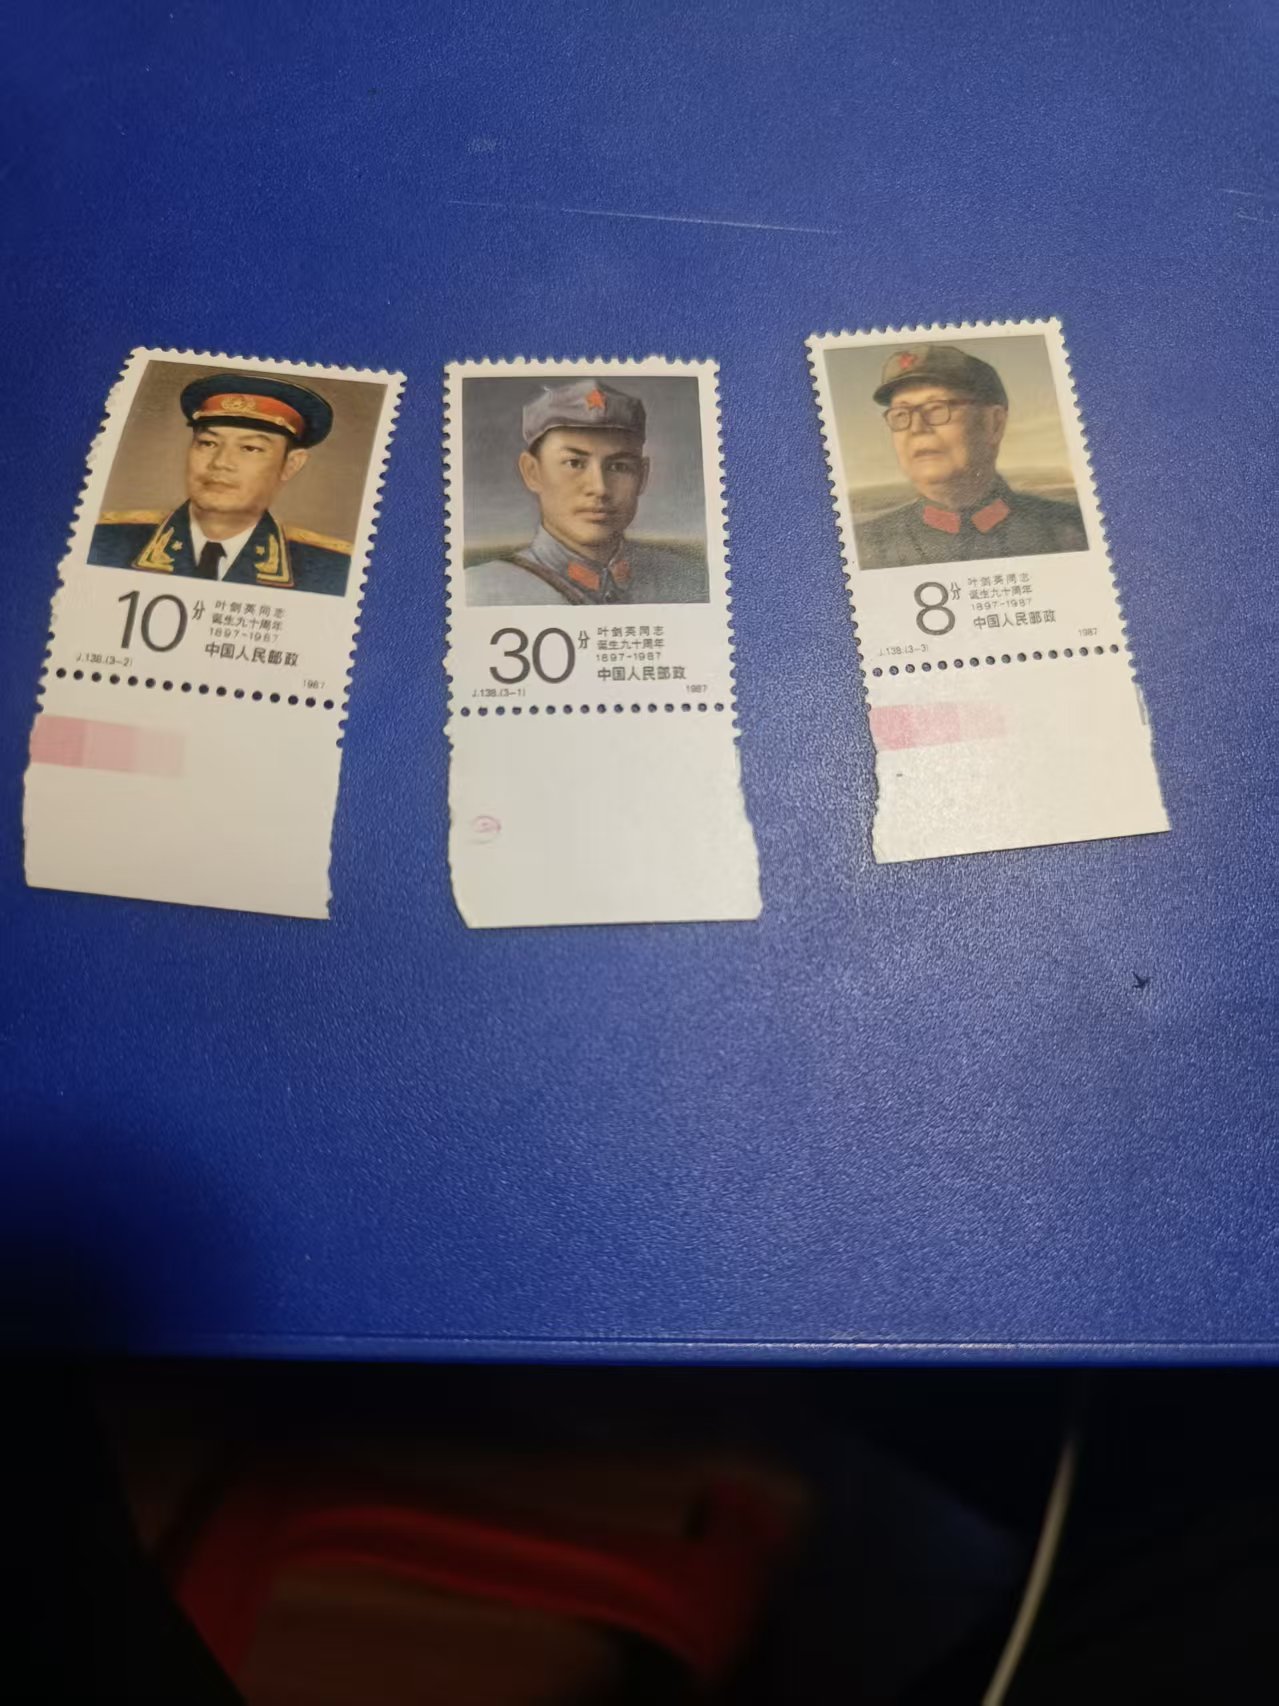 10分
叶剑英同志
诞生九十周年
1897-1987
中国人民邮政
J.138.(3-2)
1987
30分
叶剑英同志
诞生九十周年
1897-1987
中国人民邮政
J.138.(3-1)
1987
8分
叶剑英同志
诞生九十周年
1897-1987
中国人民邮政
J.138.(3-3)
1987